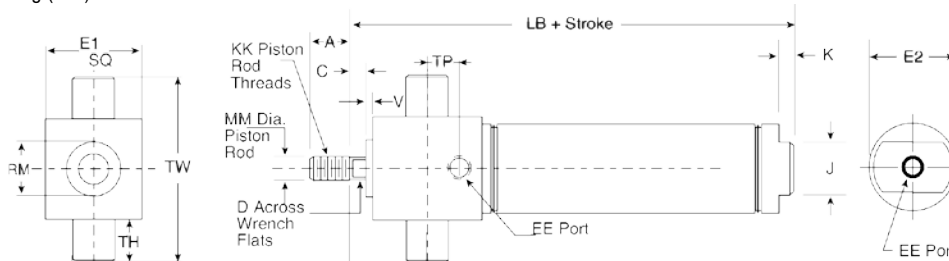 E1
SQ
RM
TW
TH
LB + Stroke
A
KK Piston
Rod
Threads
C
TP
V
MM Dia.
Piston
Rod
D Across
Wrench
Flats
EE Port
K
J
E2
EE Por